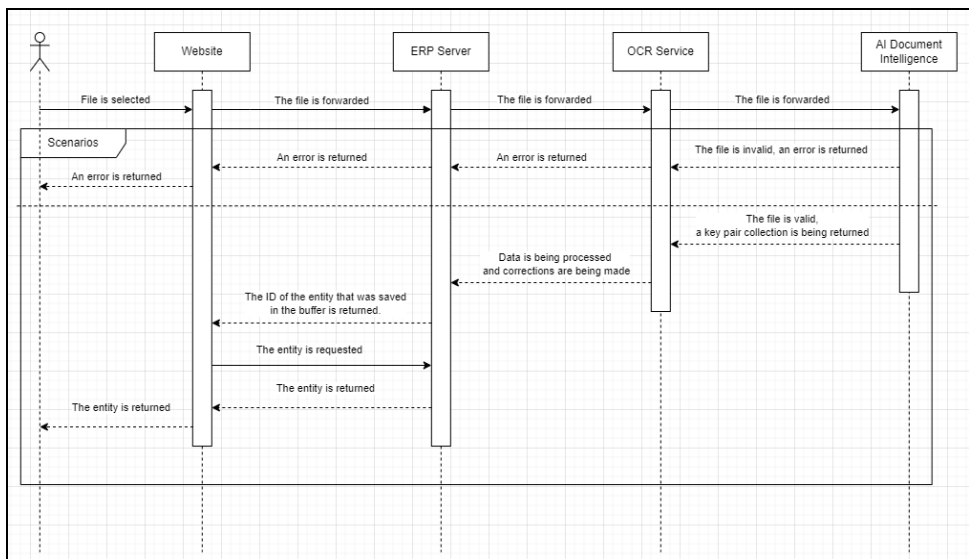 Website
ERP Server
OCR Service
AI Document
Intelligence
File is selected
The file is forwarded
The file is forwarded
The file is forwarded
Scenarios
An error is returned
An error is returned
The file is invalid, an error is returned
An error is returned
The file is valid,
a key pair collection is being returned
Data is being processed
and corrections are being made
The ID of the entity that was saved
in the buffer is returned.
The entity is requested
The entity is returned
The entity is returned